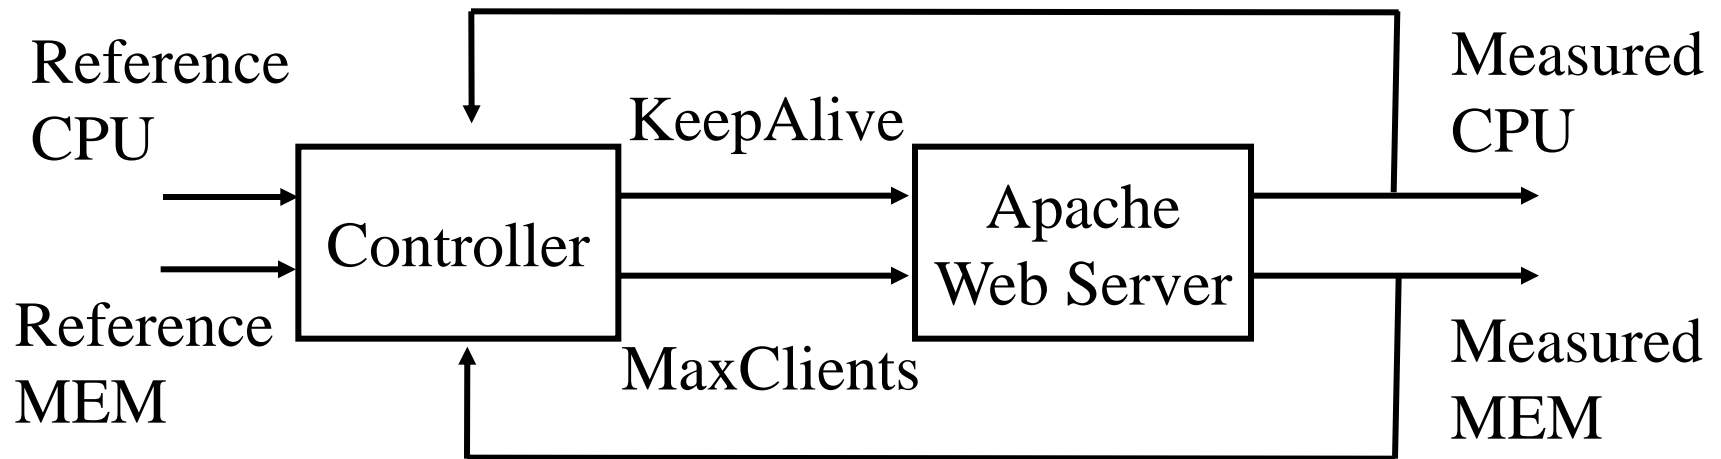 Reference
CPU
Reference
MEM
Controller
KeepAlive
MaxClients
Apache
Web Server
Measured
CPU
Measured
MEM